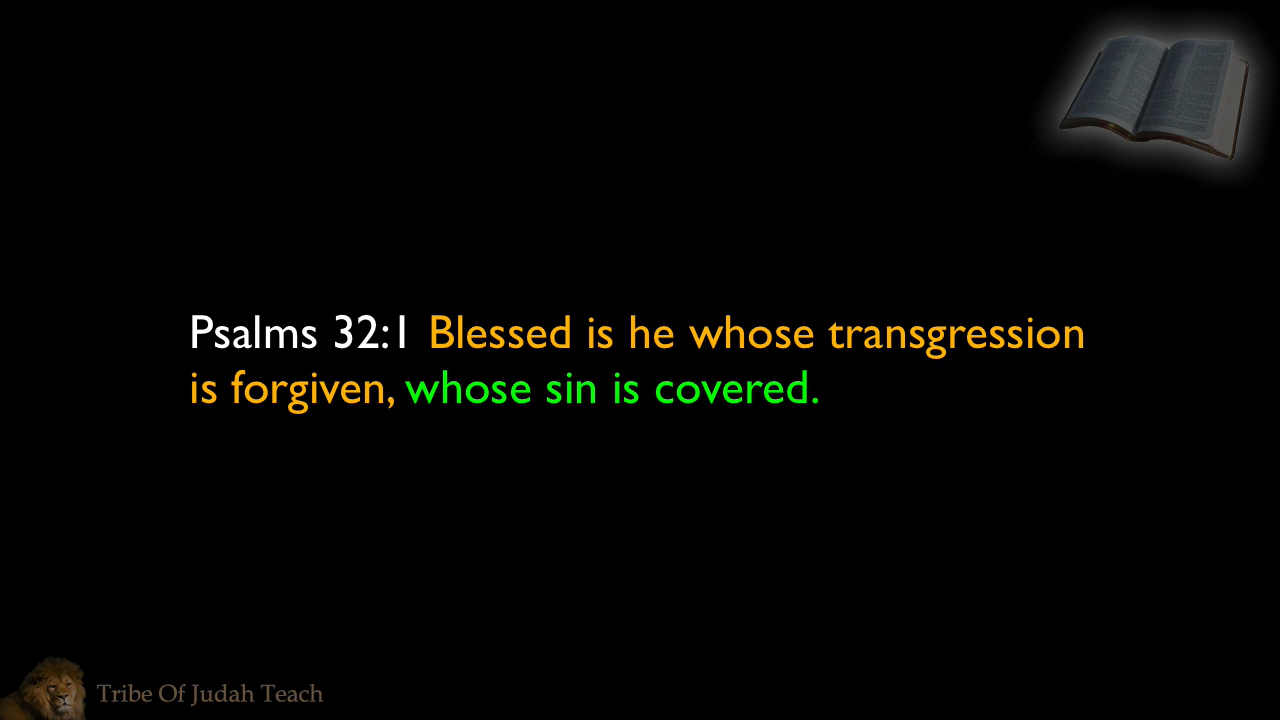 Psalms 32:1 Blessed is he whose transgression
is forgiven, whose sin is covered.
Tribe Of Judah Teach